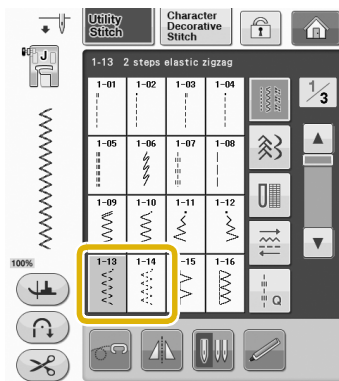 Utility
Stitch
Character
Decorative
Stitch
J
1-13 2 steps elastic zigzag
1/3
1-01 1-02 1-03 1-04
1-05 1-06 1-07 1-08
1-09 1-10 1-11 1-12
1-13 1-14 -15 1-16
100%
Q